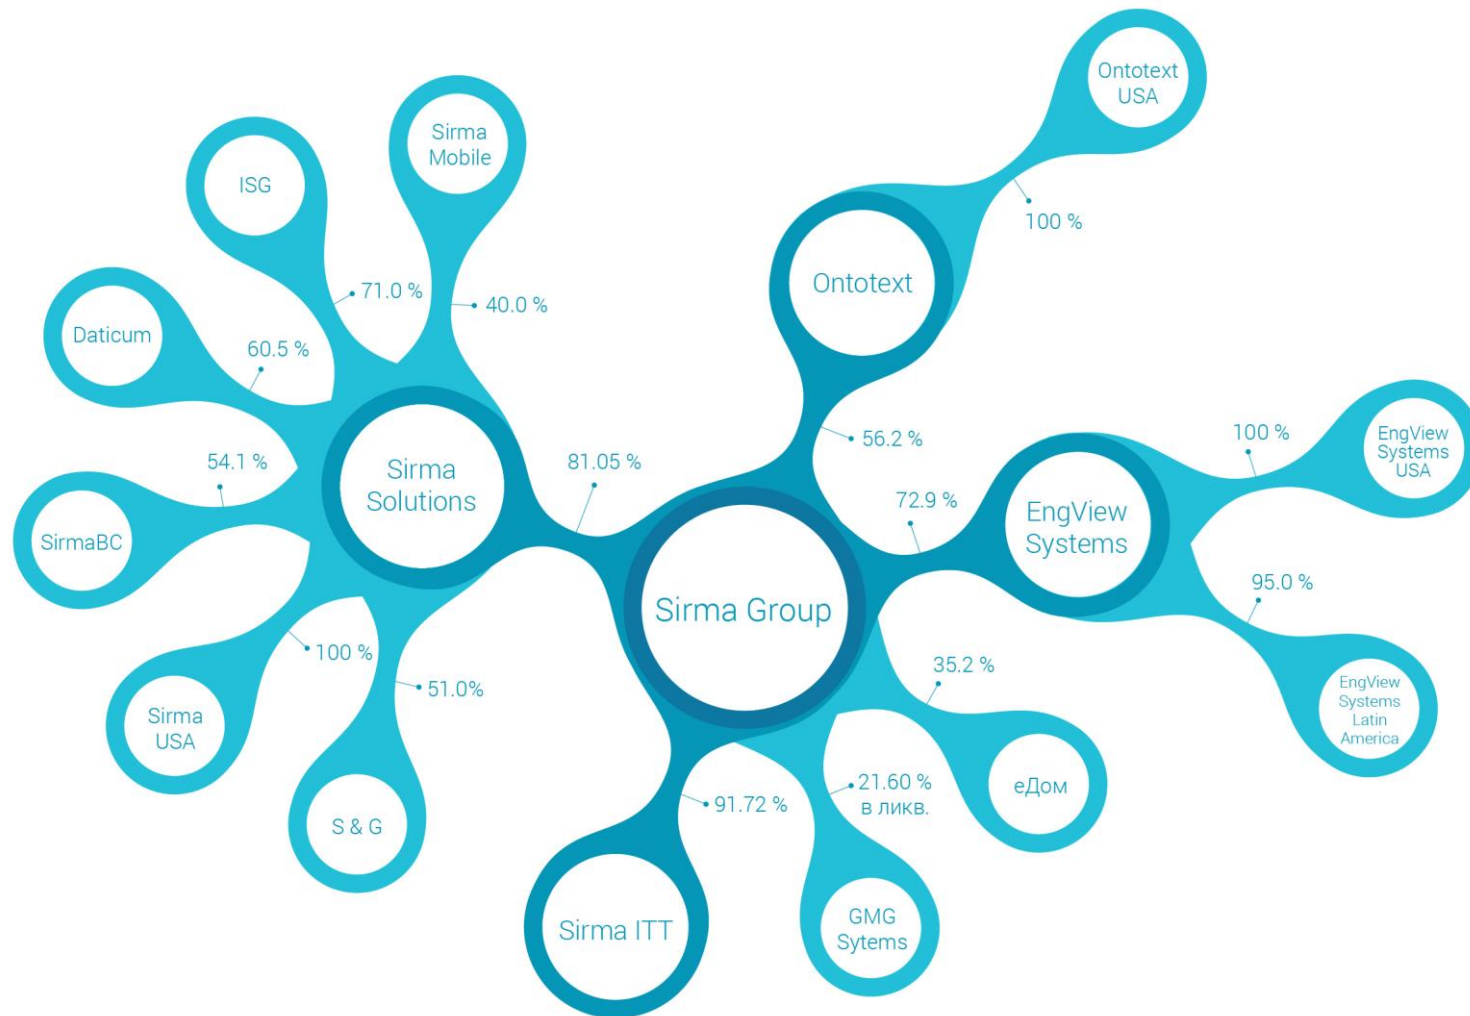 Ontotext
USA
Sirma
Mobile
ISG
100 %
Ontotext
71.0 %
40.0 %
Daticum
60.5 %
EngView
Systems
USA
100 %
56.2 %
54.1 %
81.05 %
Sirma
Solutions
72.9 %
EngView
Systems
SirmaBC
95.0 %
Sirma Group
100 %
51.0%
35.2 %
EngView
Systems
Latin
America
Sirma
USA
21.60 %
в ликв.
91.72 %
еДом
S & G
Sirma ITT
GMG
Sytems